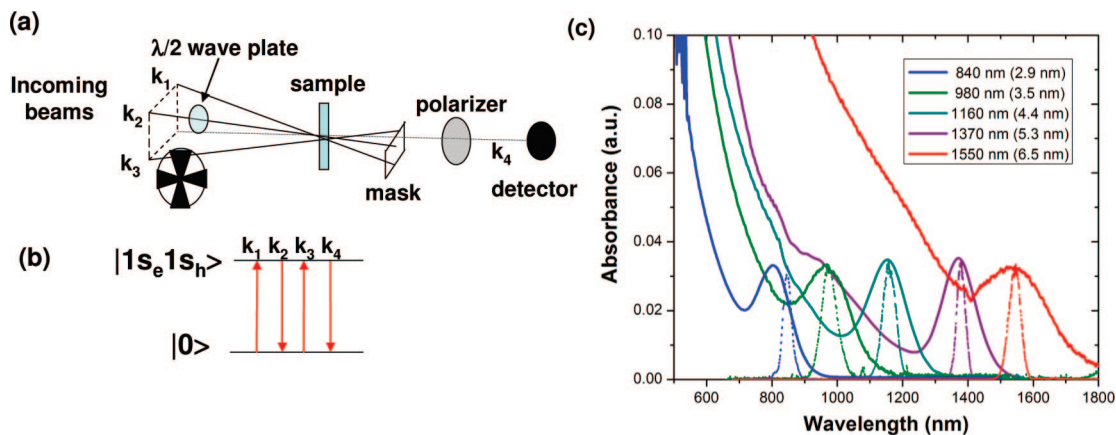 (a)
λ/2 wave plate
Incoming
beams
k1
k2
k3
sample
polarizer
k4
mask
detector
(b)
|1se1sh>
k1 k2 k3 k4
|0>
(c)
Absorbance (a.u.)
0.10
0.08
0.06
0.04
0.02
0.00
840 nm (2.9 nm)
980 nm (3.5 nm)
1160 nm (4.4 nm)
1370 nm (5.3 nm)
1550 nm (6.5 nm)
600 800 1000 1200 1400 1600 1800
Wavelength (nm)